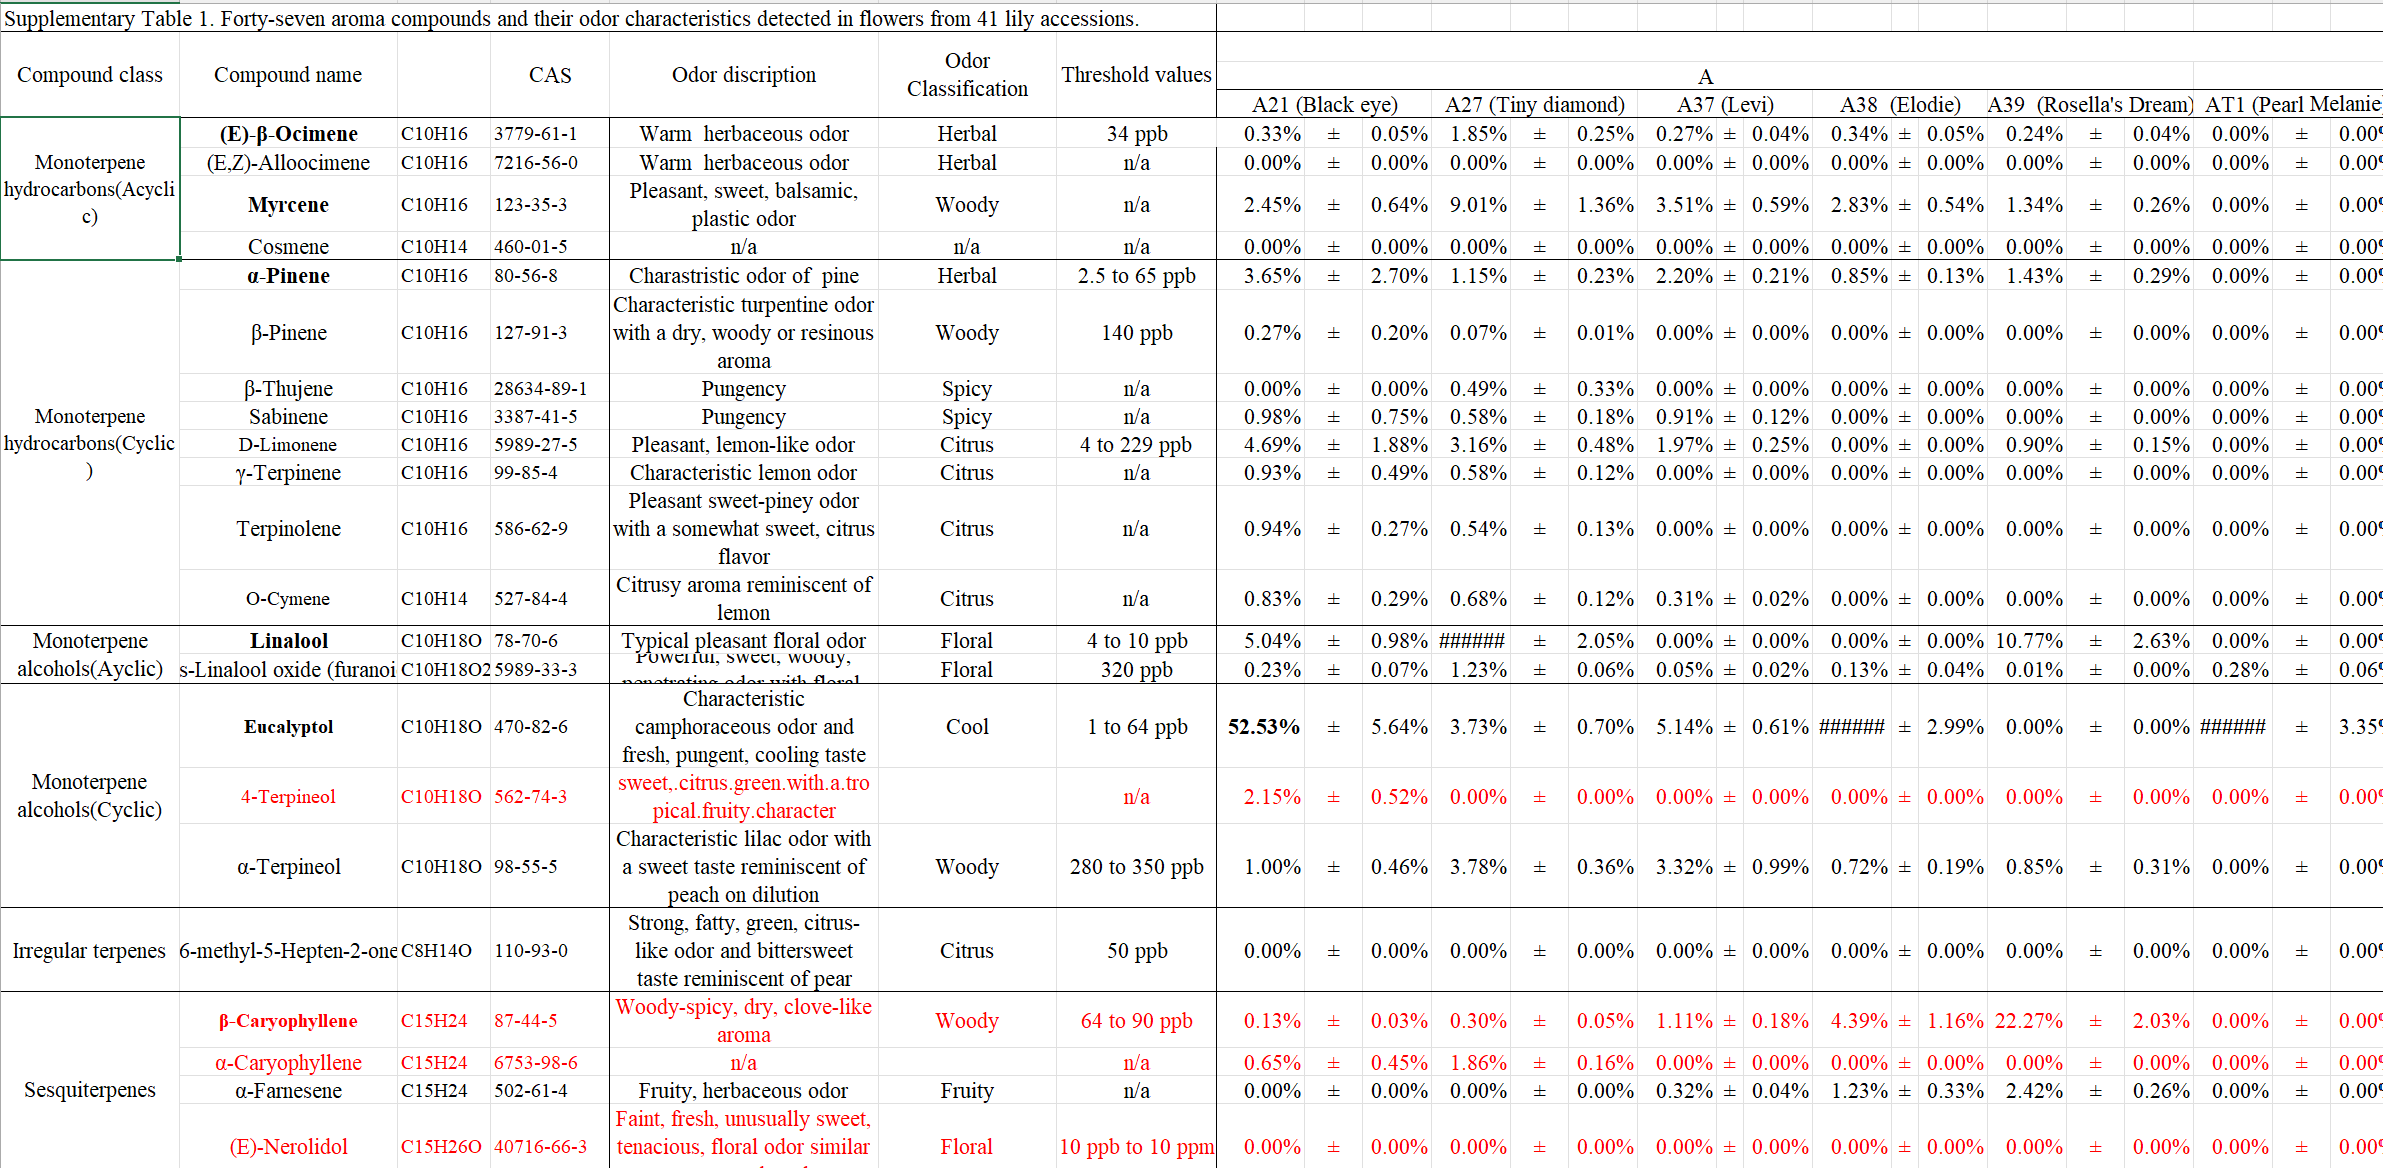 Supplementary Table 1. Forty-seven aroma compounds and their odor characteristics detected in flowers from 41 lily accessions.
Compound class Compound name CAS Odor discription Odor Classification Threshold values
A
A21 (Black eye) A27 (Tiny diamond) A37 (Levi) A38 (Elodie) A39 (Rosella's Dream) AT1 (Pearl Melanie
Monoterpene hydrocarbons(Acyclic)
(E)-β-Ocimene C10H16 3779-61-1 Warm herbaceous odor Herbal 34 ppb 0.33% ± 0.05% 1.85% ± 0.25% 0.27% ± 0.04% 0.34% ± 0.05% 0.24% ± 0.04% 0.00% ± 0.00%
(E,Z)-Alloocimene C10H16 7216-56-0 Warm herbaceous odor Herbal n/a 0.00% ± 0.00% 0.00% ± 0.00% 0.00% ± 0.00% 0.00% ± 0.00% 0.00% ± 0.00% 0.00% ± 0.00%
Myrcene C10H16 123-35-3 Pleasant, sweet, balsamic, plastic odor Woody n/a 2.45% ± 0.64% 9.01% ± 1.36% 3.51% ± 0.59% 2.83% ± 0.54% 1.34% ± 0.26% 0.00% ± 0.00%
Cosmene C10H14 460-01-5 n/a n/a n/a 0.00% ± 0.00% 0.00% ± 0.00% 0.00% ± 0.00% 0.00% ± 0.00% 0.00% ± 0.00% 0.00% ± 0.00%
Monoterpene hydrocarbons(Cyclic)
α-Pinene C10H16 80-56-8 Charastristic odor of pine Herbal 2.5 to 65 ppb 3.65% ± 2.70% 1.15% ± 0.23% 2.20% ± 0.21% 0.85% ± 0.13% 1.43% ± 0.29% 0.00% ± 0.00%
β-Pinene C10H16 127-91-3 Characteristic turpentine odor with a dry, woody or resinous aroma Woody 140 ppb 0.27% ± 0.20% 0.07% ± 0.01% 0.00% ± 0.00% 0.00% ± 0.00% 0.00% ± 0.00% 0.00% ± 0.00%
β-Thujene C10H16 28634-89-1 Pungency Spicy n/a 0.00% ± 0.00% 0.49% ± 0.33% 0.00% ± 0.00% 0.00% ± 0.00% 0.00% ± 0.00% 0.00% ± 0.00%
Sabinene C10H16 3387-41-5 Pungency Spicy n/a 0.98% ± 0.75% 0.58% ± 0.18% 0.91% ± 0.12% 0.00% ± 0.00% 0.00% ± 0.00% 0.00% ± 0.00%
D-Limonene C10H16 5989-27-5 Pleasant, lemon-like odor Citrus 4 to 229 ppb 4.69% ± 1.88% 3.16% ± 0.48% 1.97% ± 0.25% 0.00% ± 0.00% 0.90% ± 0.15% 0.00% ± 0.00%
γ-Terpinene C10H16 99-85-4 Characteristic lemon odor Citrus n/a 0.93% ± 0.49% 0.58% ± 0.12% 0.00% ± 0.00% 0.00% ± 0.00% 0.00% ± 0.00% 0.00% ± 0.00%
Terpinolene C10H16 586-62-9 Pleasant sweet-piney odor with a somewhat sweet, citrus flavor Citrus n/a 0.94% ± 0.27% 0.54% ± 0.13% 0.00% ± 0.00% 0.00% ± 0.00% 0.00% ± 0.00% 0.00% ± 0.00%
O-Cymene C10H14 527-84-4 Citrusy aroma reminiscent of lemon Citrus n/a 0.83% ± 0.29% 0.68% ± 0.12% 0.31% ± 0.02% 0.00% ± 0.00% 0.00% ± 0.00% 0.00% ± 0.00%
Monoterpene alcohols(Ayclic)
Linalool C10H18O 78-70-6 Typical pleasant floral odor Floral 4 to 10 ppb 5.04% ± 0.98% ###### ± 2.05% 0.00% ± 0.00% 0.00% ± 0.00% 10.77% ± 2.63% 0.00% ± 0.00%
s-Linalool oxide (furanoi C10H18O2 5989-33-3 Powerful, sweet, woody, penetrating odor with floral Floral 320 ppb 0.23% ± 0.07% 1.23% ± 0.06% 0.05% ± 0.02% 0.13% ± 0.04% 0.01% ± 0.00% 0.28% ± 0.06%
Monoterpene alcohols(Cyclic)
Eucalyptol C10H18O 470-82-6 Characteristic camphoraceous odor and fresh, pungent, cooling taste Cool 1 to 64 ppb 52.53% ± 5.64% 3.73% ± 0.70% 5.14% ± 0.61% ###### ± 2.99% 0.00% ± 0.00% ###### ± 3.35%
4-Terpineol C10H18O 562-74-3 sweet,.citrus.green.with.a.tropical.fruity.character n/a 2.15% ± 0.52% 0.00% ± 0.00% 0.00% ± 0.00% 0.00% ± 0.00% 0.00% ± 0.00% 0.00% ± 0.00%
α-Terpineol C10H18O 98-55-5 Characteristic lilac odor with a sweet taste reminiscent of peach on dilution Woody 280 to 350 ppb 1.00% ± 0.46% 3.78% ± 0.36% 3.32% ± 0.99% 0.72% ± 0.19% 0.85% ± 0.31% 0.00% ± 0.00%
Irregular terpenes
6-methyl-5-Hepten-2-one C8H14O 110-93-0 Strong, fatty, green, citrus-like odor and bittersweet taste reminiscent of pear Citrus 50 ppb 0.00% ± 0.00% 0.00% ± 0.00% 0.00% ± 0.00% 0.00% ± 0.00% 0.00% ± 0.00% 0.00% ± 0.00%
Sesquiterpenes
β-Caryophyllene C15H24 87-44-5 Woody-spicy, dry, clove-like aroma Woody 64 to 90 ppb 0.13% ± 0.03% 0.30% ± 0.05% 1.11% ± 0.18% 4.39% ± 1.16% 22.27% ± 2.03% 0.00% ± 0.00%
α-Caryophyllene C15H24 6753-98-6 n/a n/a 0.65% ± 0.45% 1.86% ± 0.16% 0.00% ± 0.00% 0.00% ± 0.00% 0.00% ± 0.00% 0.00% ± 0.00%
α-Farnesene C15H24 502-61-4 Fruity, herbaceous odor Fruity n/a 0.00% ± 0.00% 0.00% ± 0.00% 0.32% ± 0.04% 1.23% ± 0.33% 2.42% ± 0.26% 0.00% ± 0.00%
(E)-Nerolidol C15H26O 40716-66-3 Faint, fresh, unusually sweet, tenacious, floral odor similar Floral 10 ppb to 10 ppm 0.00% ± 0.00% 0.00% ± 0.00% 0.00% ± 0.00% 0.00% ± 0.00% 0.00% ± 0.00% 0.00% ± 0.00%